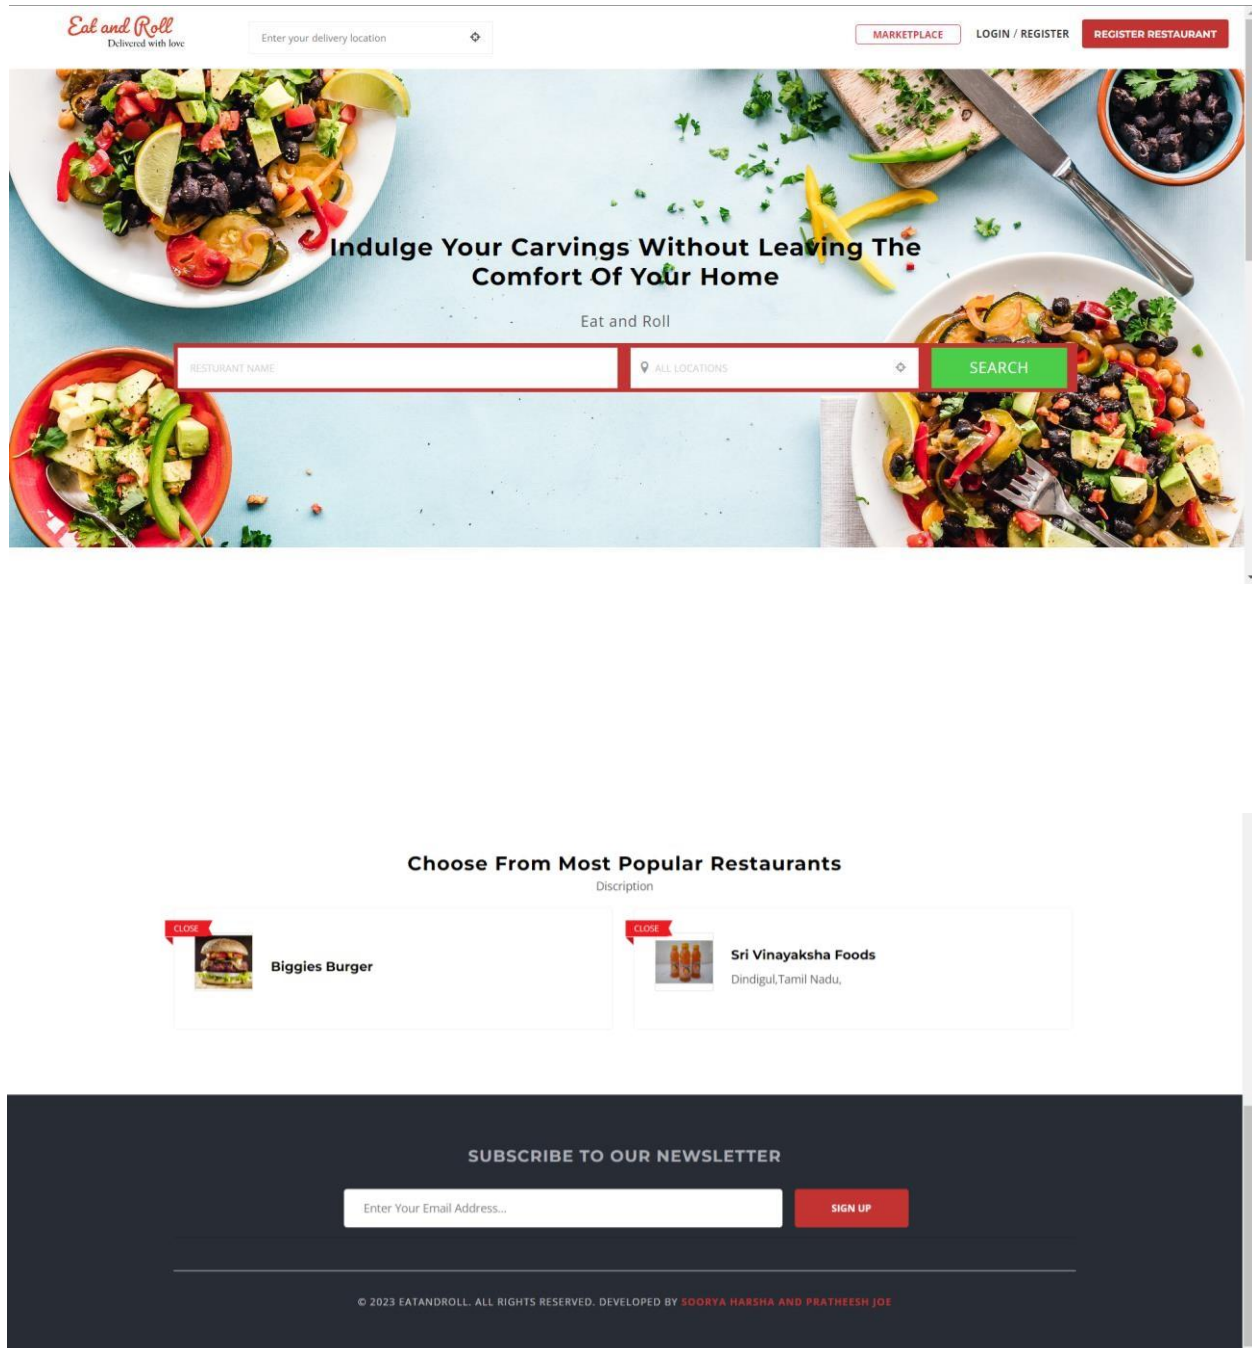 Eat and Roll
Delivered with love
Enter your delivery location
MARKETPLACE
LOGIN / REGISTER
REGISTER RESTAURANT
Indulge Your Carvings Without Leaving The
Comfort Of Your Home
Eat and Roll
RESTURANT NAME
ALL LOCATIONS
SEARCH
Choose From Most Popular Restaurants
Discription
CLOSE
Biggies Burger
CLOSE
Sri Vinayaksha Foods
Dindigul,Tamil Nadu,
SUBSCRIBE TO OUR NEWSLETTER
Enter Your Email Address...
SIGN UP
© 2023 EATANDROLL. ALL RIGHTS RESERVED. DEVELOPED BY SOORYA HARSHA AND PRATHEESH JOE